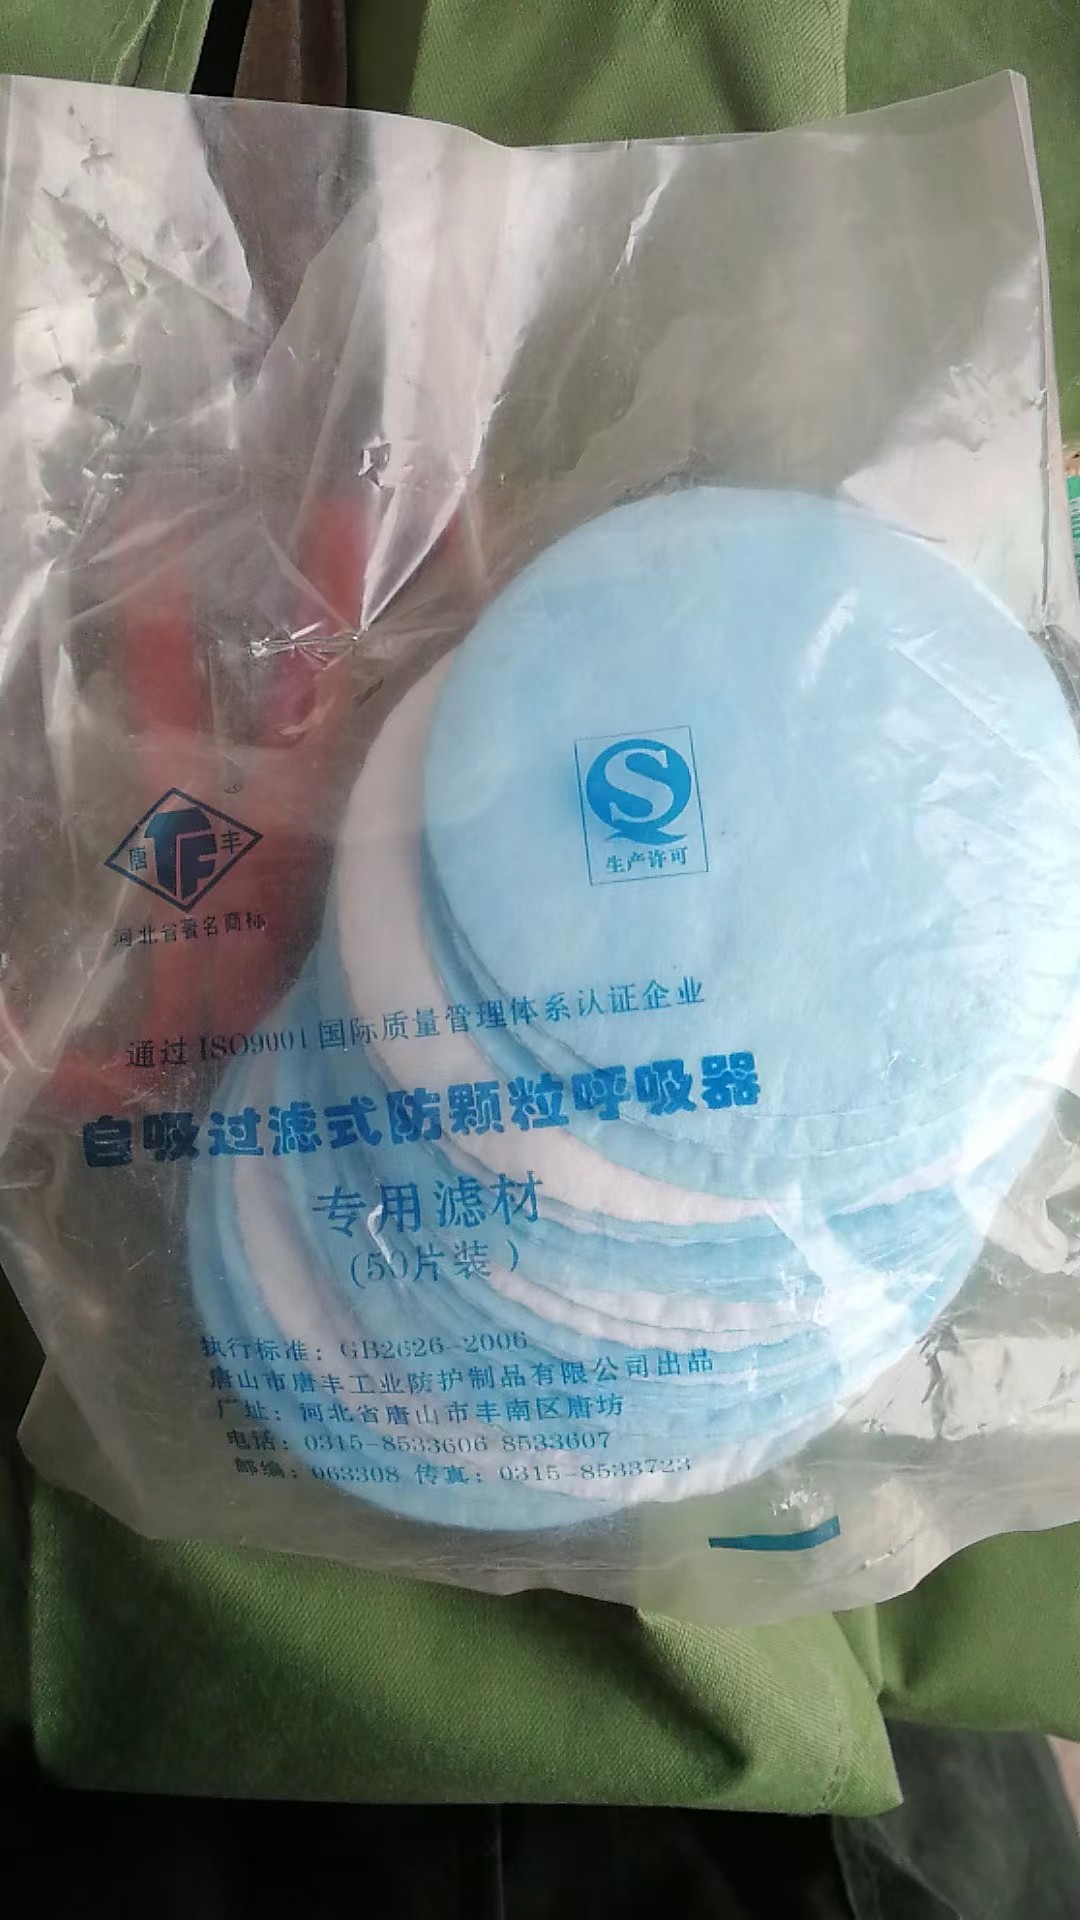 S
生产许可
唐 TF 丰
河北省著名商标
通过ISO9001国际质量管理体系认证企业
自吸过滤式防颗粒呼吸器
专用滤材
(50片装)
执行标准：GB2626-2006
唐山市唐丰工业防护制品有限公司出品
厂址：河北省唐山市丰南区唐坊
电话：0315-8533606 8533607
邮编：063308 传真：0315-8533723